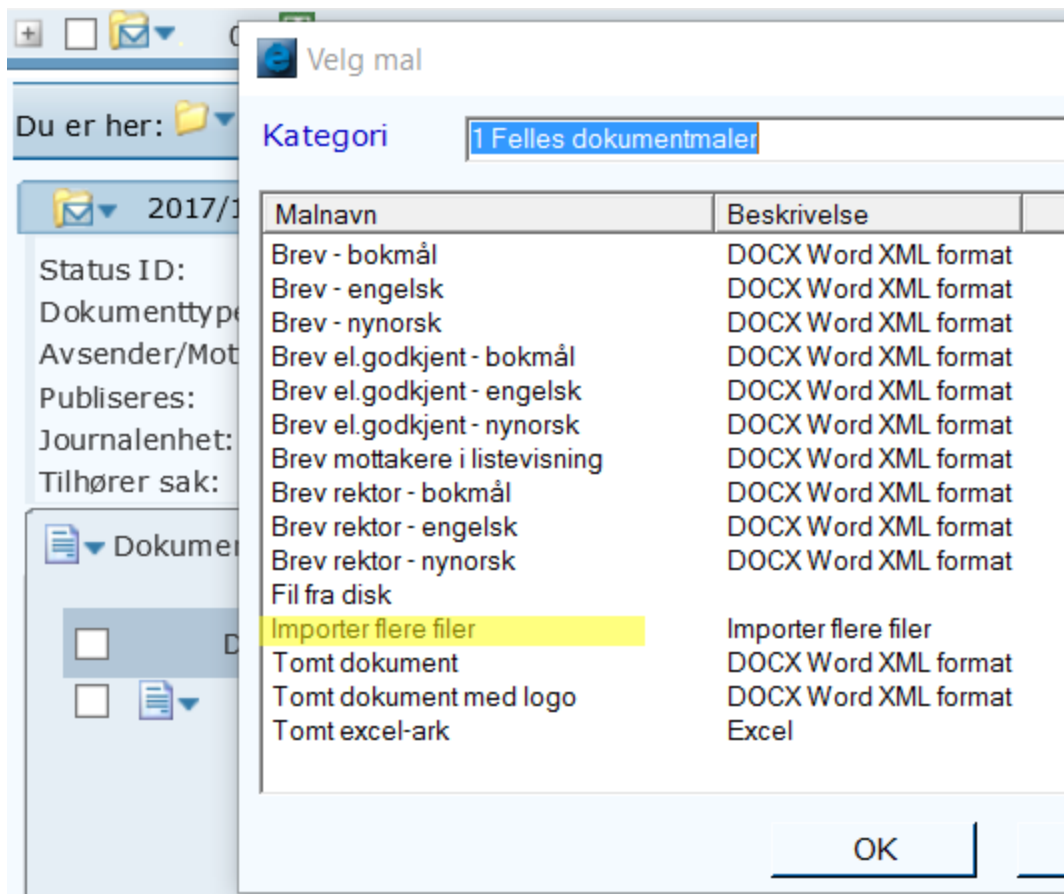 Velg mal
Du er her:
Kategori
1 Felles dokumentmaler
2017/1
Status ID:
Dokumenttype
Avsender/Mot
Publiseres:
Journalenhet:
Tilhører sak:
Dokumen
D
Malnavn Beskrivelse
Brev - bokmål DOCX Word XML format
Brev - engelsk DOCX Word XML format
Brev - nynorsk DOCX Word XML format
Brev el.godkjent - bokmål DOCX Word XML format
Brev el.godkjent - engelsk DOCX Word XML format
Brev el.godkjent - nynorsk DOCX Word XML format
Brev mottakere i listevisning DOCX Word XML format
Brev rektor - bokmål DOCX Word XML format
Brev rektor - engelsk DOCX Word XML format
Brev rektor - nynorsk DOCX Word XML format
Fil fra disk
Importer flere filer Importer flere filer
Tomt dokument DOCX Word XML format
Tomt dokument med logo DOCX Word XML format
Tomt excel-ark Excel
OK